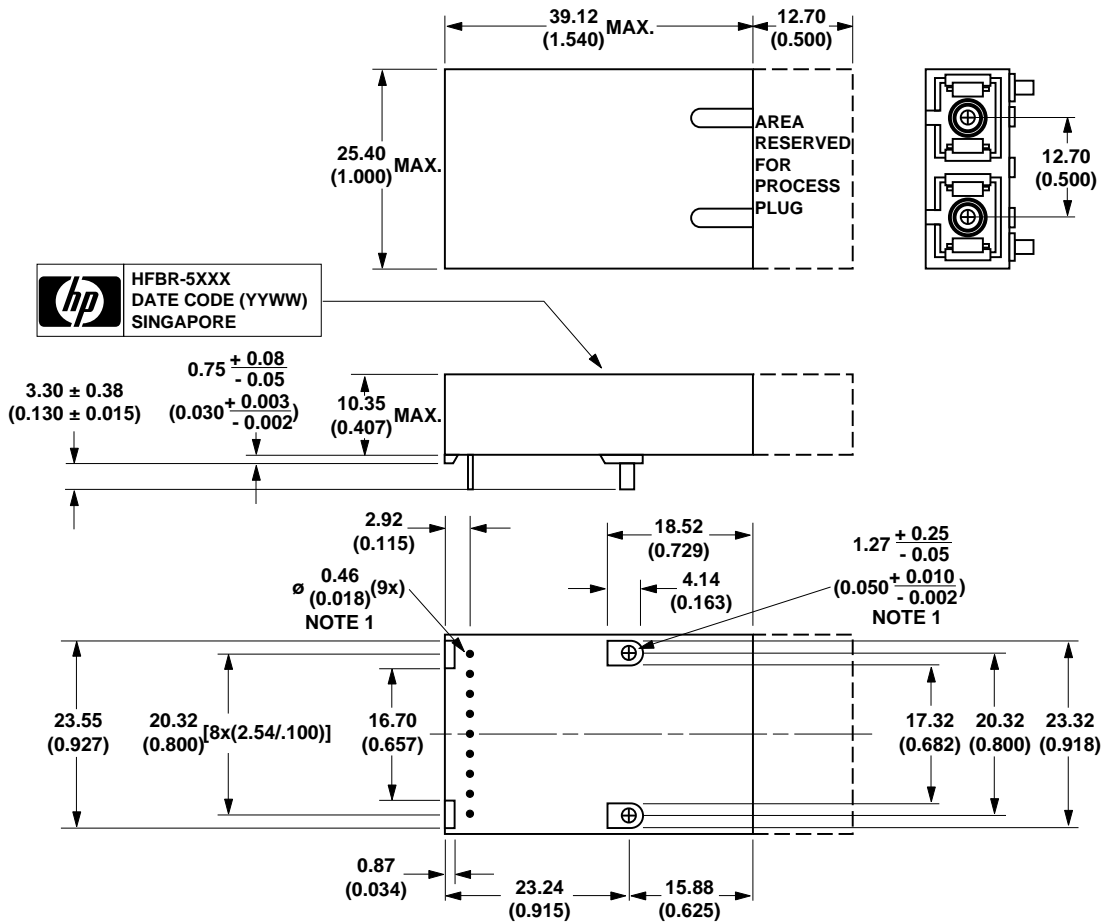 39.12
(1.540)
MAX.
12.70
(0.500)
25.40
(1.000)
MAX.
AREA
RESERVED
FOR
PROCESS
PLUG
12.70
(0.500)
hp
HFBR-5XXX
DATE CODE (YYWW)
SINGAPORE
3.30 ± 0.38
(0.130 ± 0.015)
0.75 + 0.08
- 0.05
(0.030 + 0.003
- 0.002)
10.35
(0.407)
MAX.
2.92
(0.115)
18.52
(0.729)
4.14
(0.163)
1.27 + 0.25
- 0.05
(0.050 + 0.010
- 0.002)
NOTE 1
ø 0.46
(0.018) (9x)
NOTE 1
23.55
(0.927)
20.32
(0.800)
[8x(2.54/.100)]
16.70
(0.657)
17.32
(0.682)
20.32
(0.800)
23.32
(0.918)
0.87
(0.034)
23.24
(0.915)
15.88
(0.625)